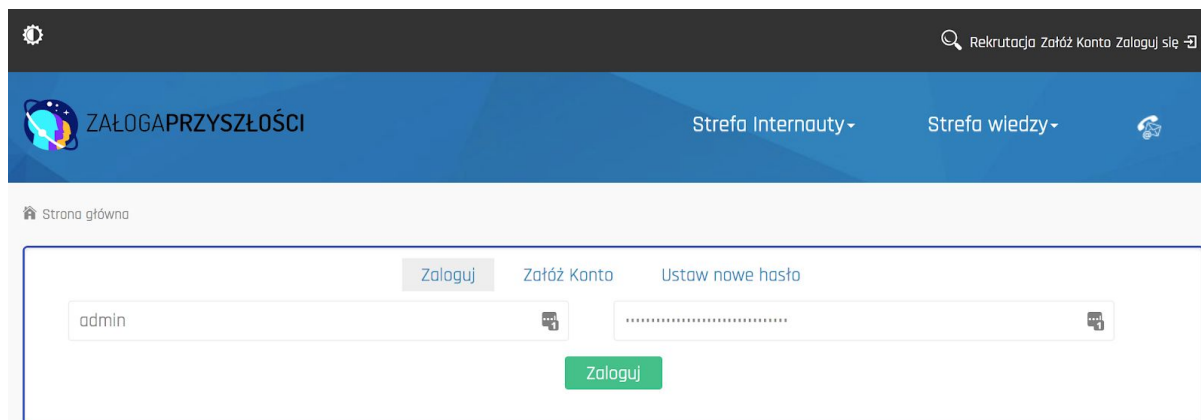 Rekrutacja Załóż Konto Zaloguj się
ZAŁOGAPRZYSZŁOŚCI
Strefa Internauty
Strefa wiedzy
Strona główna
Zaloguj Załóż Konto Ustaw nowe hasło
admin
Zaloguj